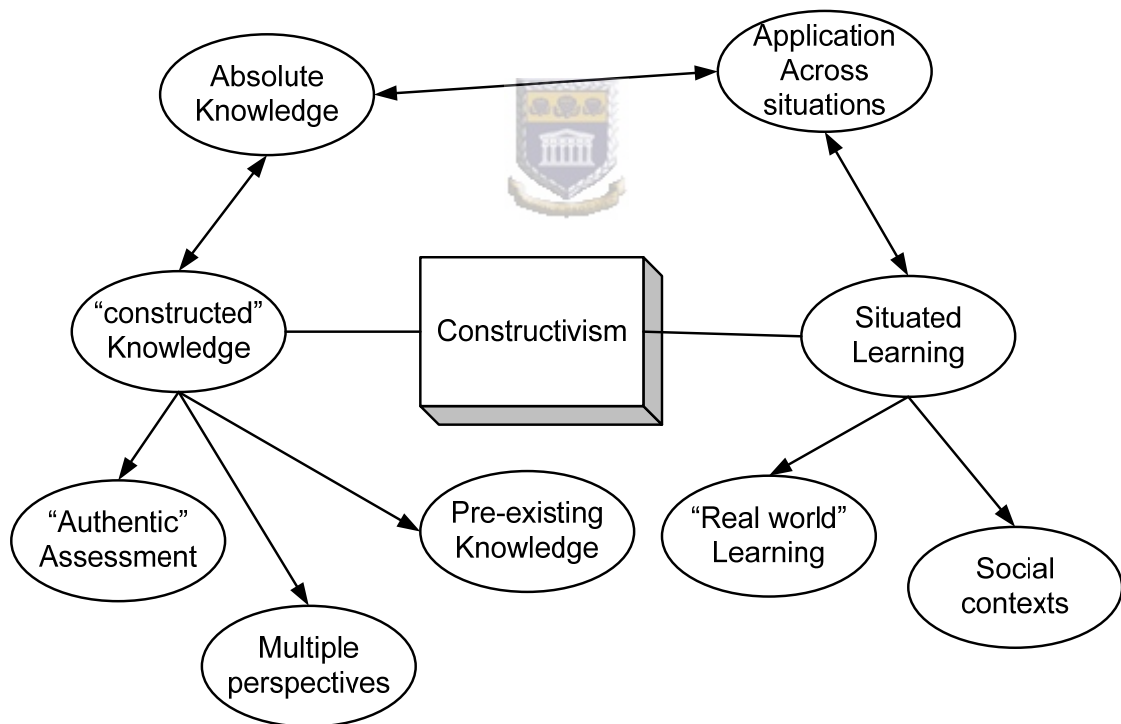 Absolute
Knowledge
Application
Across
situations
“constructed”
Knowledge
Constructivism
Situated
Learning
“Authentic”
Assessment
Multiple
perspectives
Pre-existing
Knowledge
“Real world”
Learning
Social
contexts